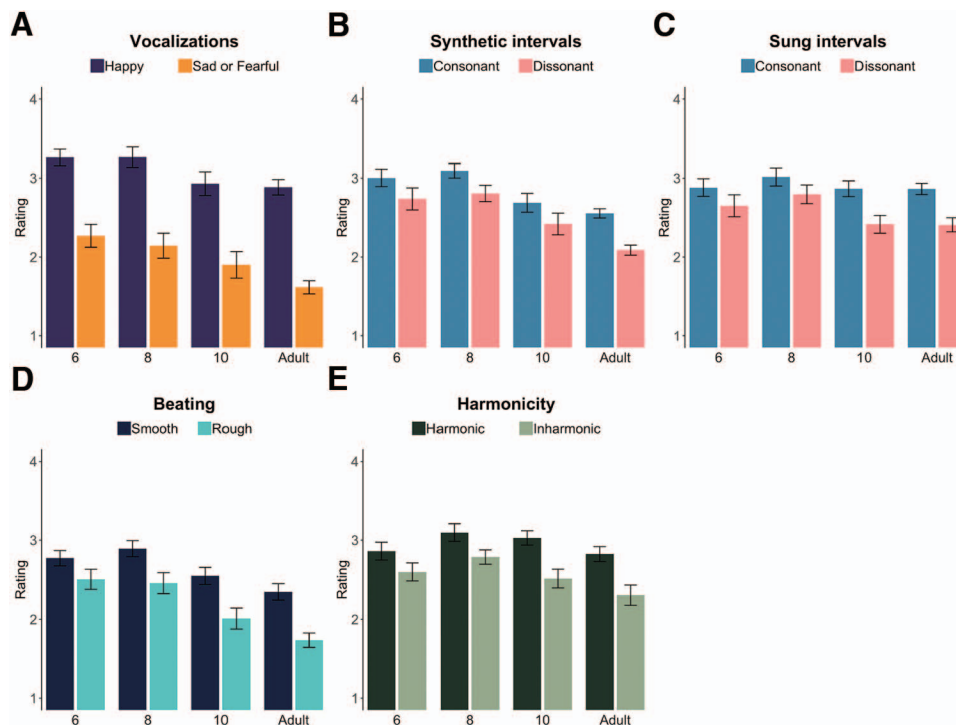 A
Vocalizations
Happy Sad or Fearful
4
3
2
1
Rating
6 8 10 Adult
B
Synthetic intervals
Consonant Dissonant
4
3
2
1
Rating
6 8 10 Adult
C
Sung intervals
Consonant Dissonant
4
3
2
1
Rating
6 8 10 Adult
D
Beating
Smooth Rough
4
3
2
1
Rating
6 8 10 Adult
E
Harmonicity
Harmonic Inharmonic
4
3
2
1
Rating
6 8 10 Adult